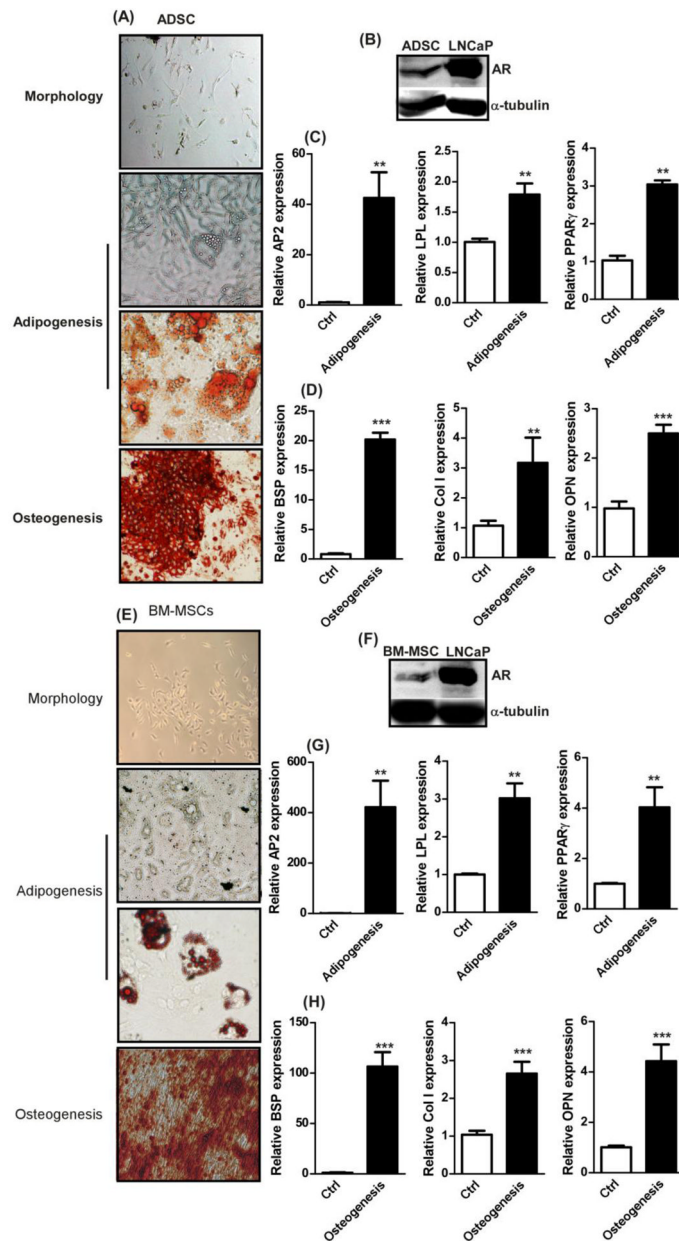 (A)
ADSC
Morphology
Adipogenesis
Osteogenesis
(B)
ADSC LNCaP
AR
α-tubulin
(C)
Relative AP2 expression
60
40
20
0
**
Ctrl
Adipogenesis
Relative LPL expression
2.0
1.5
1.0
0.5
0.0
**
Ctrl
Adipogenesis
Relative PPARγ expression
4
3
2
1
0
**
Ctrl
Adipogenesis
(D)
Relative BSP expression
25
20
15
10
5
0
***
Ctrl
Osteogenesis
Relative Col I expression
5
4
3
2
1
0
**
Ctrl
Osteogenesis
Relative OPN expression
3
2
1
0
***
Ctrl
Osteogenesis
(E)
BM-MSCs
Morphology
Adipogenesis
Osteogenesis
(F)
BM-MSC LNCaP
AR
α-tubulin
(G)
Relative AP2 expression
600
400
200
0
**
Ctrl
Adipogenesis
Relative LPL expression
4
3
2
1
0
**
Ctrl
Adipogenesis
Relative PPARγ expression
6
4
2
0
**
Ctrl
Adipogenesis
(H)
Relative BSP expression
150
100
50
0
***
Ctrl
Osteogenesis
Relative Col I expression
4
3
2
1
0
***
Ctrl
Osteogenesis
Relative OPN expression
6
4
2
0
***
Ctrl
Osteogenesis